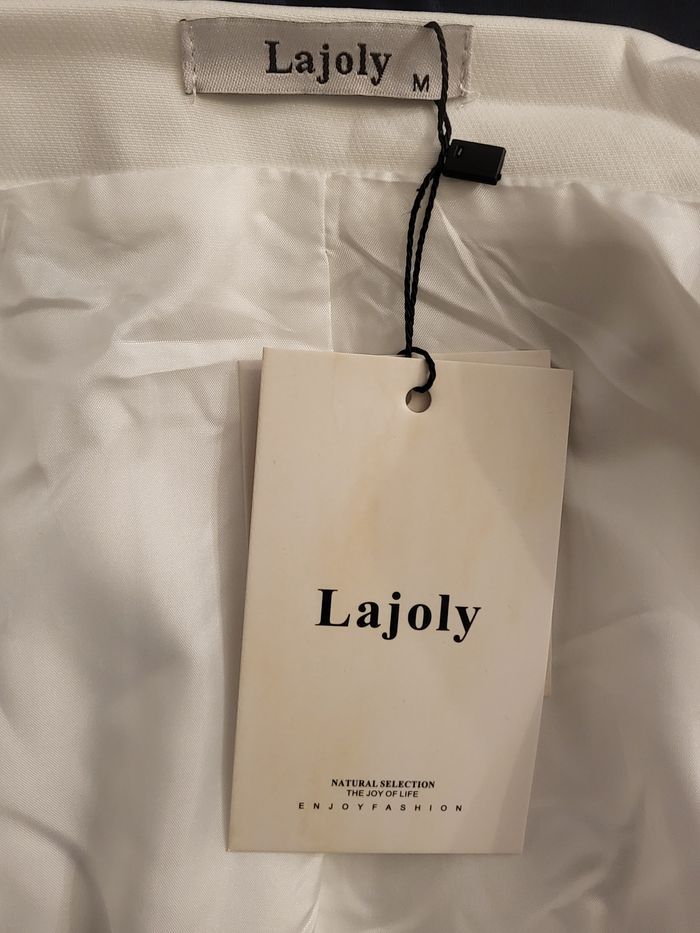 Lajoly
M
Lajoly
NATURAL SELECTION
THE JOY OF LIFE
ENJOYFASHION